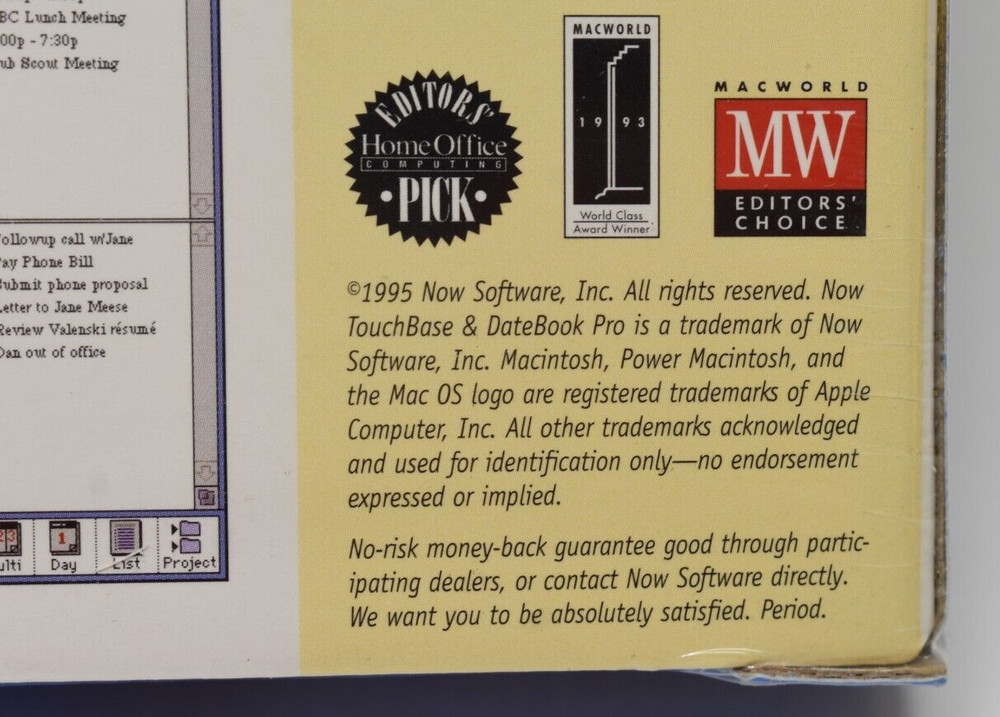 BC Lunch Meeting
00p - 7:30p
ub Scout Meeting
ollowup call w/Jane
ay Phone Bill
ubmit phone proposal
etter to Jane Meese
Review Valenski résumé
Dan out of office
ulti Day List Project
EDITORS'
Home Office
COMPUTING
• PICK •
MACWORLD
1993
World Class
Award Winner
MACWORLD
MW
EDITORS'
CHOICE
©1995 Now Software, Inc. All rights reserved. Now
TouchBase & DateBook Pro is a trademark of Now
Software, Inc. Macintosh, Power Macintosh, and
the Mac OS logo are registered trademarks of Apple
Computer, Inc. All other trademarks acknowledged
and used for identification only—no endorsement
expressed or implied.
No-risk money-back guarantee good through partic-
ipating dealers, or contact Now Software directly.
We want you to be absolutely satisfied. Period.